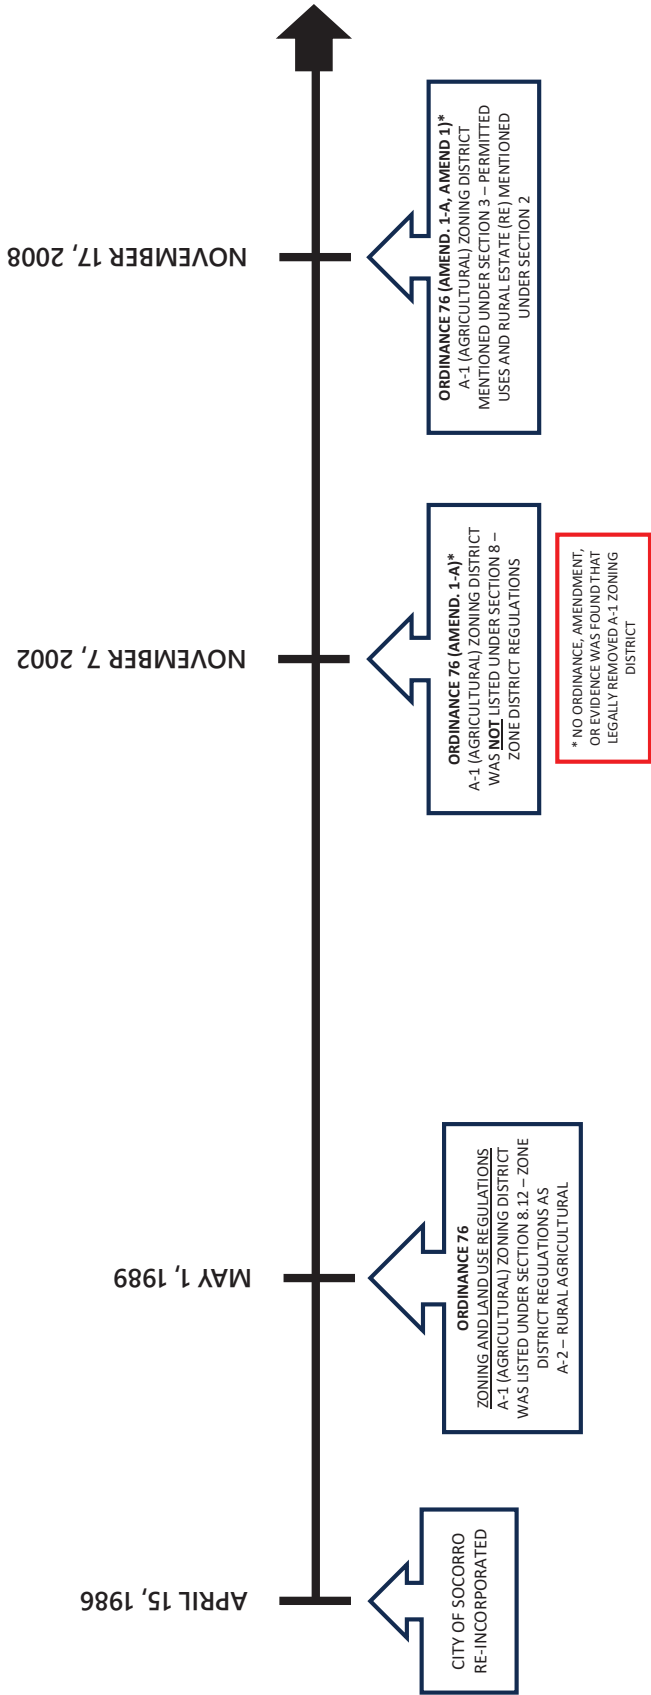 APRIL 15, 1986
CITY OF SOCORRO
RE-INCORPORATED
MAY 1, 1989
ORDINANCE 76
ZONING AND LAND USE REGULATIONS
A-1 (AGRICULTURAL) ZONING DISTRICT
WAS LISTED UNDER SECTION 8.12 – ZONE
DISTRICT REGULATIONS AS
A-2 – RURAL AGRICULTURAL
NOVEMBER 7, 2002
ORDINANCE 76 (AMEND. 1-A)*
A-1 (AGRICULTURAL) ZONING DISTRICT
WAS NOT LISTED UNDER SECTION 8 –
ZONE DISTRICT REGULATIONS
* NO ORDINANCE, AMENDMENT,
OR EVIDENCE WAS FOUND THAT
LEGALLY REMOVED A-1 ZONING
DISTRICT
NOVEMBER 17, 2008
ORDINANCE 76 (AMEND. 1-A, AMEND 1)*
A-1 (AGRICULTURAL) ZONING DISTRICT
MENTIONED UNDER SECTION 3 – PERMITTED
USES AND RURAL ESTATE (RE) MENTIONED
UNDER SECTION 2